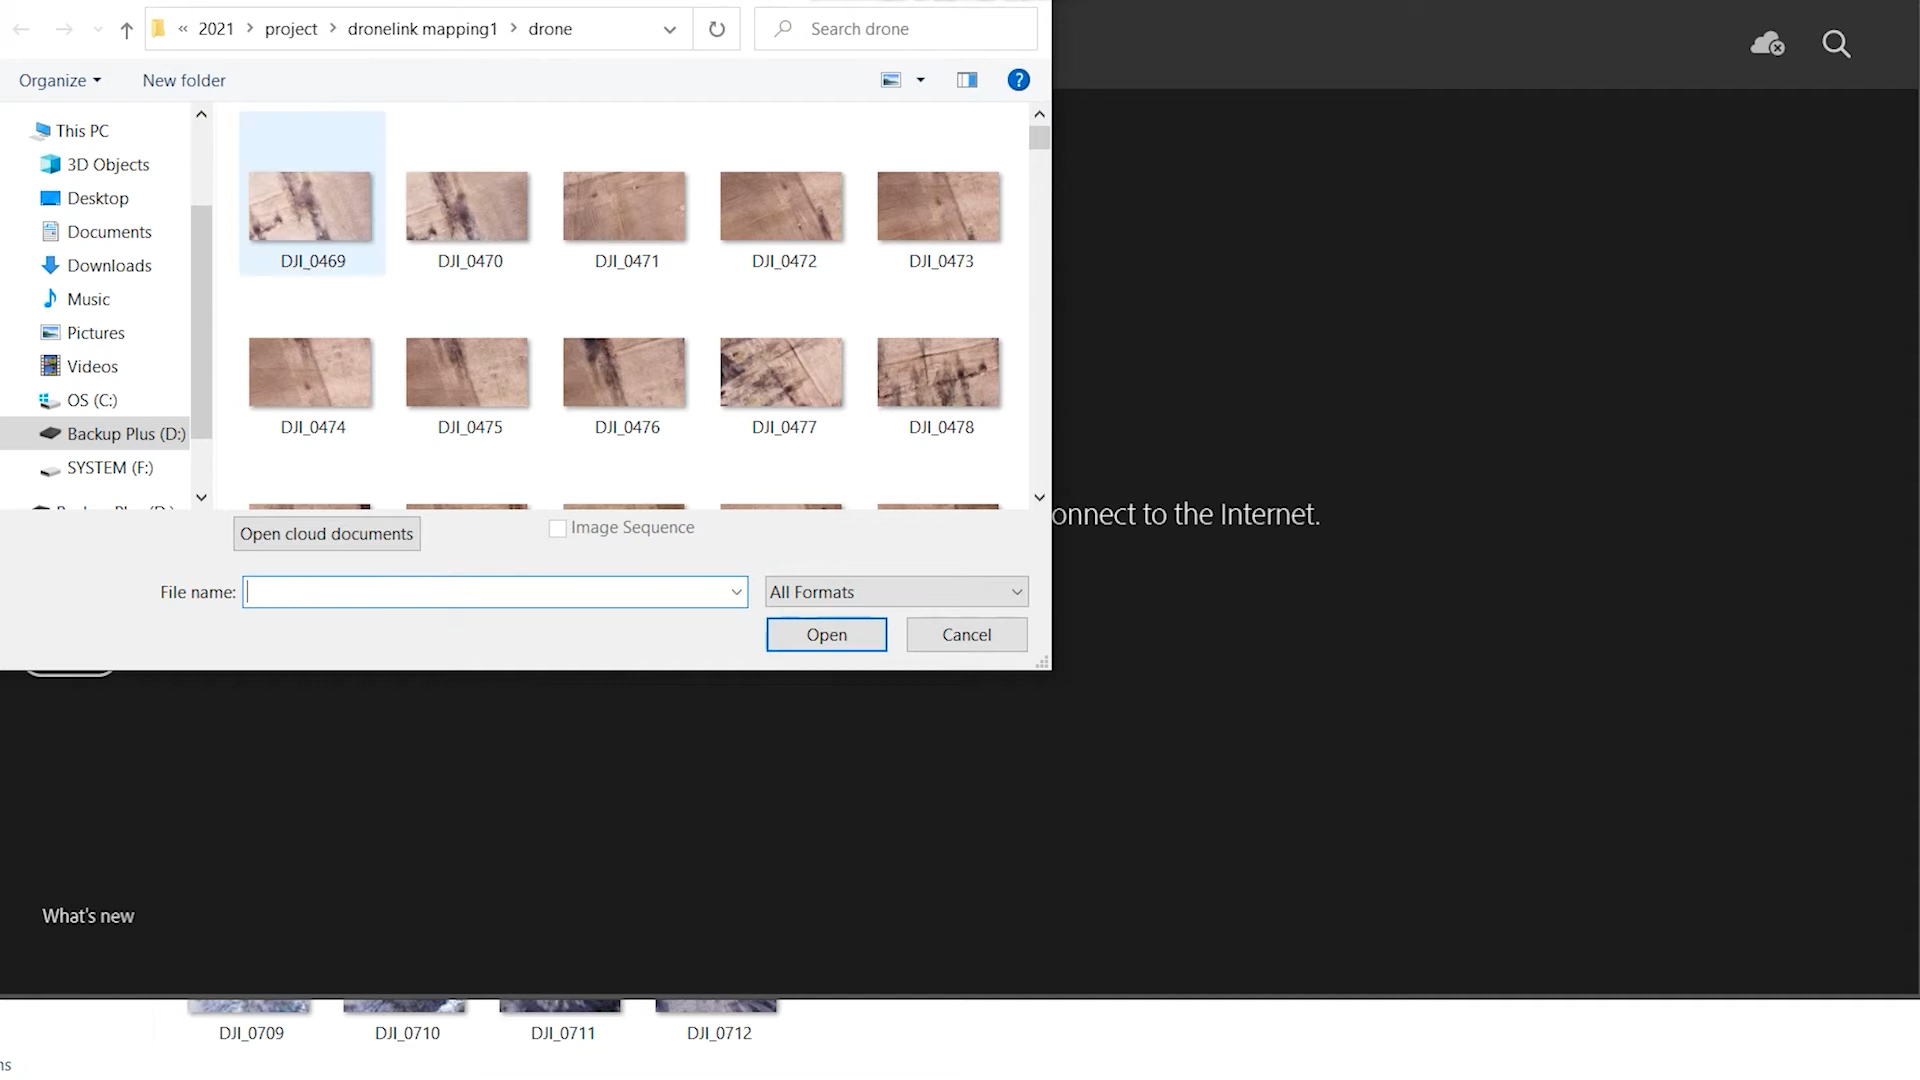 « 2021 > project > dronelink mapping1 > drone
Search drone
Organize
New folder
This PC
3D Objects
Desktop
Documents
Downloads
Music
Pictures
Videos
OS (C:)
Backup Plus (D:)
SYSTEM (F:)
DJI_0469
DJI_0470
DJI_0471
DJI_0472
DJI_0473
DJI_0474
DJI_0475
DJI_0476
DJI_0477
DJI_0478
Open cloud documents
Image Sequence
File name:
All Formats
Open
Cancel
onnect to the Internet.
What's new
DJI_0709
DJI_0710
DJI_0711
DJI_0712
ns